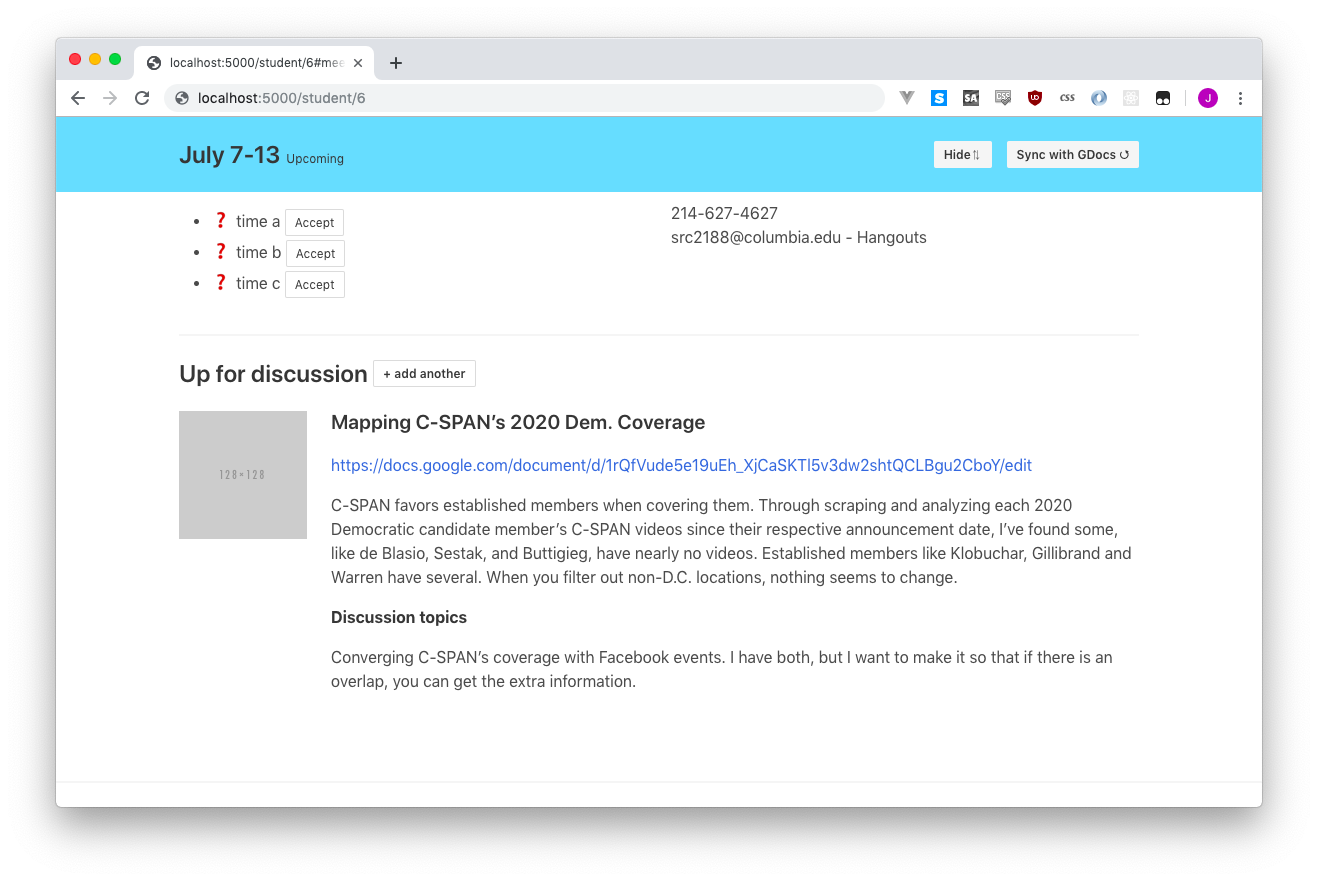 localhost:5000/student/6#mee
localhost:5000/student/6
July 7-13 Upcoming
Hide⇅
Sync with GDocs ↺
❓ time a Accept
❓ time b Accept
❓ time c Accept
214-627-4627
src2188@columbia.edu - Hangouts
Up for discussion + add another
128×128
Mapping C-SPAN’s 2020 Dem. Coverage
https://docs.google.com/document/d/1rQfVude5e19uEh_XjCaSKTl5v3dw2shtQCLBgu2CboY/edit
C-SPAN favors established members when covering them. Through scraping and analyzing each 2020
Democratic candidate member’s C-SPAN videos since their respective announcement date, I’ve found some,
like de Blasio, Sestak, and Buttigieg, have nearly no videos. Established members like Klobuchar, Gillibrand and
Warren have several. When you filter out non-D.C. locations, nothing seems to change.
Discussion topics
Converging C-SPAN’s coverage with Facebook events. I have both, but I want to make it so that if there is an
overlap, you can get the extra information.